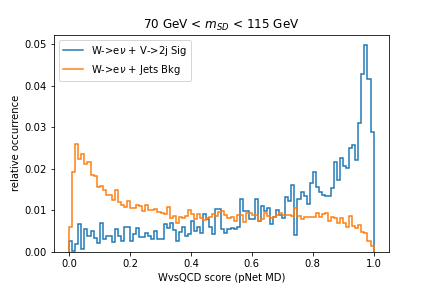 70 GeV < m_SD < 115 GeV
W->eν + V->2j Sig
W->eν + Jets Bkg
relative occurrence
0.05
0.04
0.03
0.02
0.01
0.00
0.0 0.2 0.4 0.6 0.8 1.0
WvsQCD score (pNet MD)